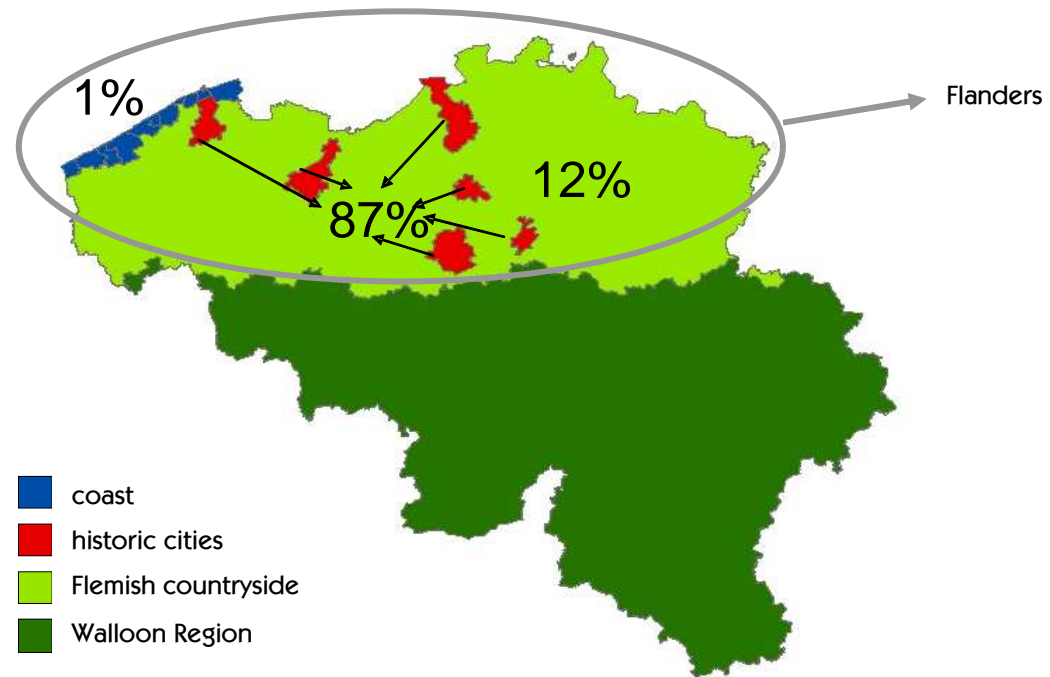 1%
Flanders
12%
87%
coast
historic cities
Flemish countryside
Walloon Region